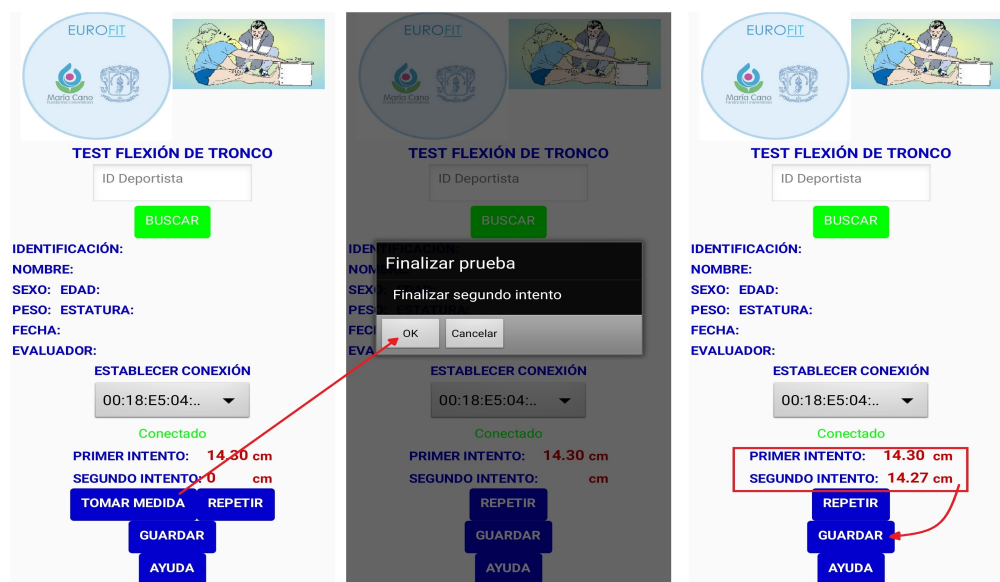 EUROFIT
María Cano
TEST FLEXIÓN DE TRONCO
ID Deportista
BUSCAR
IDENTIFICACIÓN:
NOMBRE:
SEXO: EDAD:
PESO: ESTATURA:
FECHA:
EVALUADOR:
ESTABLECER CONEXIÓN
00:18:E5:04:..
Conectado
PRIMER INTENTO: 14.30 cm
SEGUNDO INTENTO: 0 cm
TOMAR MEDIDA REPETIR
GUARDAR
AYUDA
EUROFIT
María Cano
TEST FLEXIÓN DE TRONCO
ID Deportista
BUSCAR
Finalizar prueba
Finalizar segundo intento
OK Cancelar
ESTABLECER CONEXIÓN
00:18:E5:04:..
Conectado
PRIMER INTENTO: 14.30 cm
SEGUNDO INTENTO: cm
REPETIR
GUARDAR
AYUDA
EUROFIT
María Cano
TEST FLEXIÓN DE TRONCO
ID Deportista
BUSCAR
IDENTIFICACIÓN:
NOMBRE:
SEXO: EDAD:
PESO: ESTATURA:
FECHA:
EVALUADOR:
ESTABLECER CONEXIÓN
00:18:E5:04:..
Conectado
PRIMER INTENTO: 14.30 cm
SEGUNDO INTENTO: 14.27 cm
REPETIR
GUARDAR
AYUDA